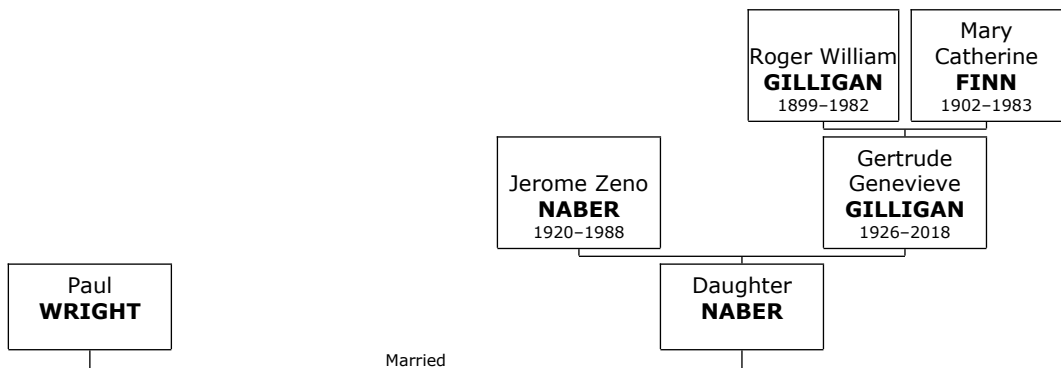 Roger William
GILLIGAN
1899–1982
Mary
Catherine
FINN
1902–1983
Jerome Zeno
NABER
1920–1988
Gertrude
Genevieve
GILLIGAN
1926–2018
Paul
WRIGHT
Daughter
NABER
Married